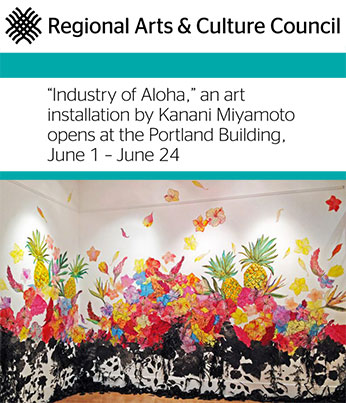 Regional Arts & Culture Council
“Industry of Aloha,” an art
installation by Kanani Miyamoto
opens at the Portland Building,
June 1 – June 24